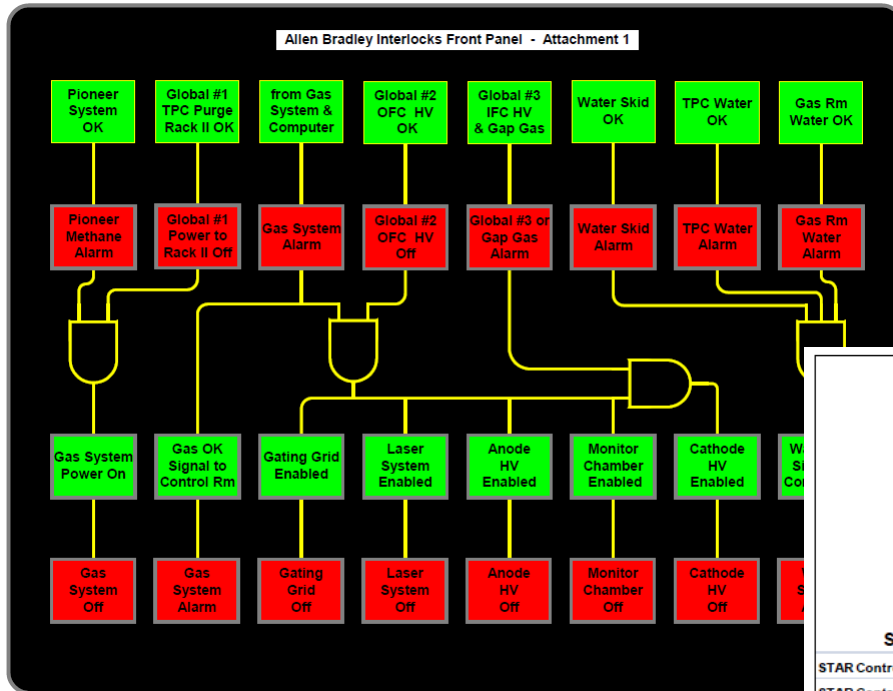 Allen Bradley Interlocks Front Panel - Attachment 1
Pioneer
System
OK
Global #1
TPC Purge
Rack II OK
from Gas
System &
Computer
Global #2
OFC HV
OK
Global #3
IFC HV
& Gap Gas
Water Skid
OK
TPC Water
OK
Gas Rm
Water OK
Pioneer
Methane
Alarm
Global #1
Power to
Rack II Off
Gas System
Alarm
Global #2
OFC HV
Off
Global #3 or
Gap Gas
Alarm
Water Skid
Alarm
TPC Water
Alarm
Gas Rm
Water
Alarm
Gas System
Power On
Gas OK
Signal to
Control Rm
Gating Grid
Enabled
Laser
System
Enabled
Anode
HV
Enabled
Monitor
Chamber
Enabled
Cathode
HV
Enabled
Gas
System
Off
Gas
System
Alarm
Gating
Grid
Off
Laser
System
Off
Anode
HV
Off
Monitor
Chamber
Off
Cathode
HV
Off
STAR
STAR